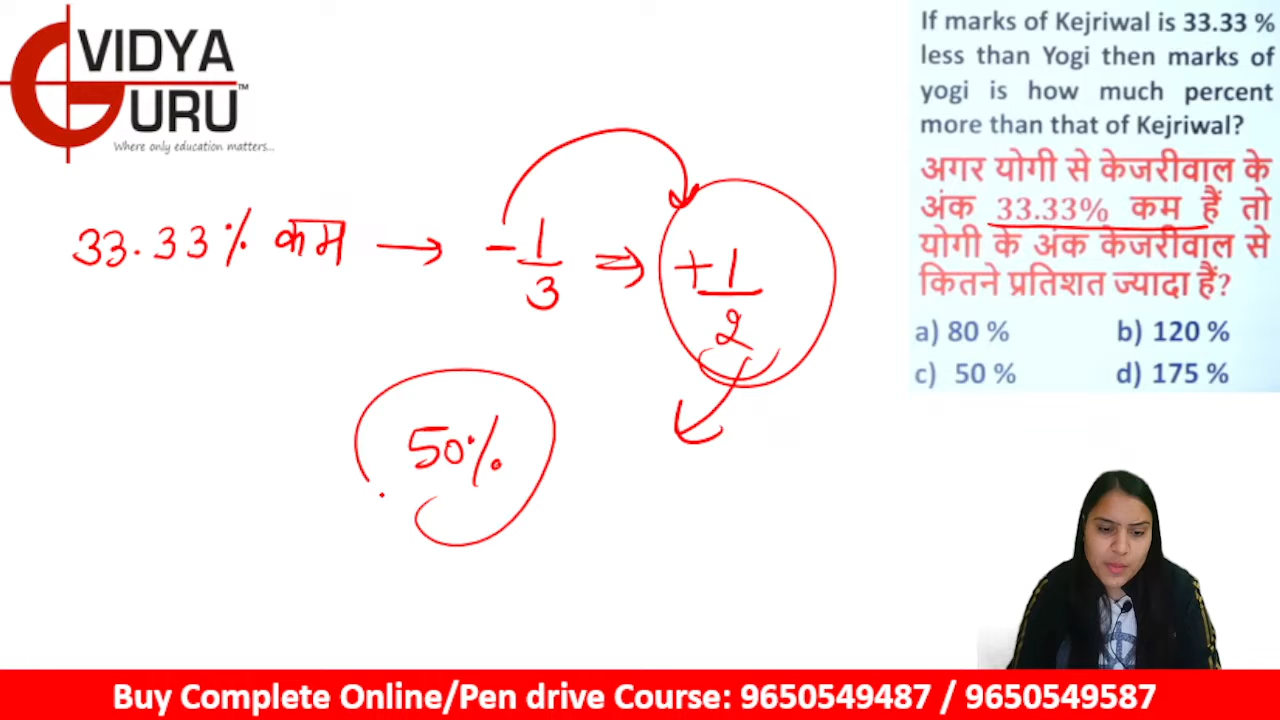 VIDYA
GURU™
Where only education matters...
If marks of Kejriwal is 33.33 %
less than Yogi then marks of
yogi is how much percent
more than that of Kejriwal?
अगर योगी से केजरीवाल के
अंक 33.33% कम हैं तो
योगी के अंक केजरीवाल से
कितने प्रतिशत ज्यादा हैं?
a) 80 % b) 120 %
c) 50 % d) 175 %
33.33% कम → -1/3 ⇒ +1/2
50%
Buy Complete Online/Pen drive Course: 9650549487 / 9650549587